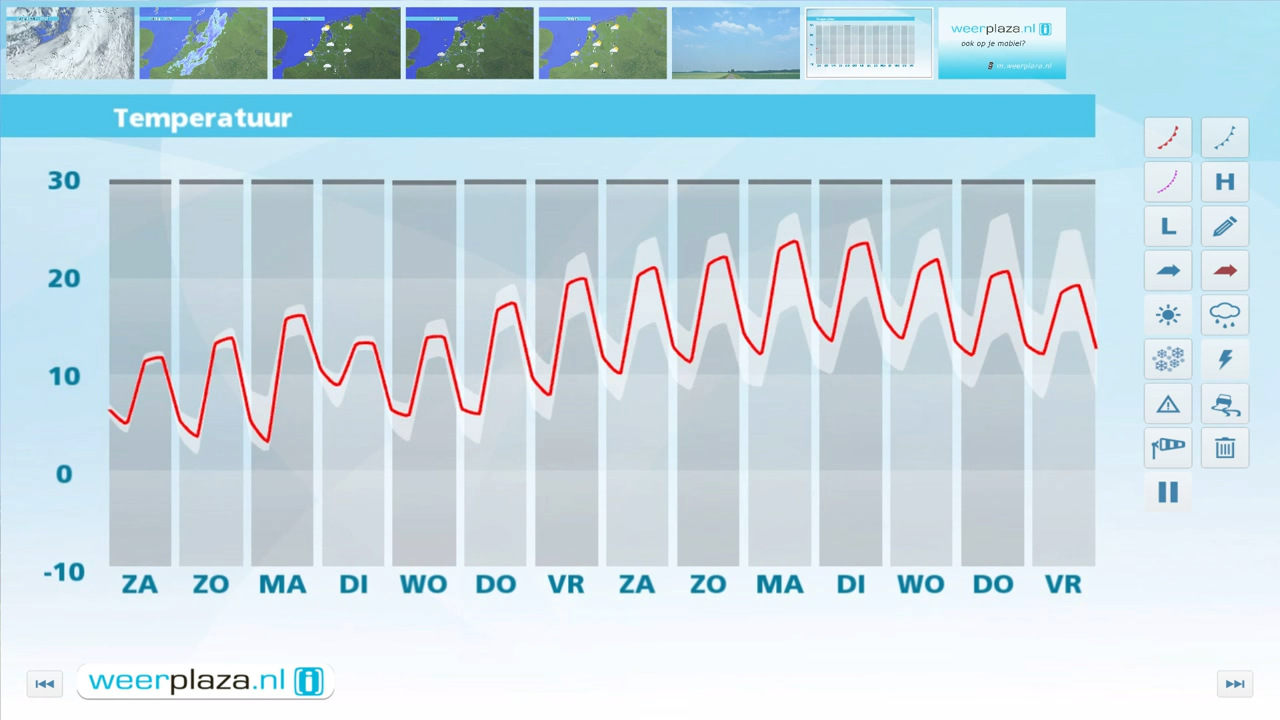 weerplaza.nl i
ook op je mobiel?
m.weerplaza.nl
Temperatuur
30
20
10
0
-10
H
L
ZA ZO MA DI WO DO VR ZA ZO MA DI WO DO VR
weerplaza.nl i